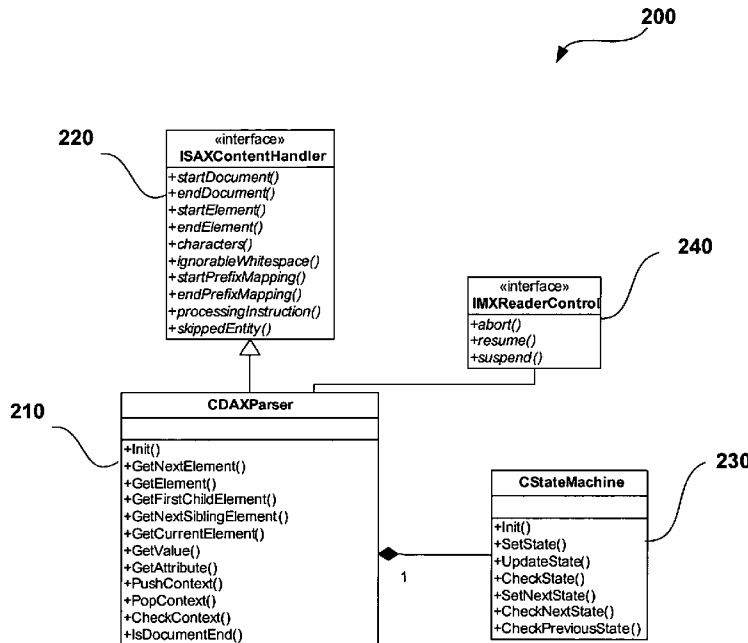 200
220
«interface»
ISAXContentHandler
+startDocument()
+endDocument()
+startElement()
+endElement()
+characters()
+ignorableWhitespace()
+startPrefixMapping()
+endPrefixMapping()
+processingInstruction()
+skippedEntity()
240
«interface»
IMXReaderControl
+abort()
+resume()
+suspend()
210
CDAXParser
+Init()
+GetNextElement()
+GetElement()
+GetFirstChildElement()
+GetNextSiblingElement()
+GetCurrentElement()
+GetValue()
+GetAttribute()
+PushContext()
+PopContext()
+CheckContext()
+IsDocumentEnd()
1
230
CStateMachine
+Init()
+SetState()
+UpdateState()
+CheckState()
+SetNextState()
+CheckNextState()
+CheckPreviousState()